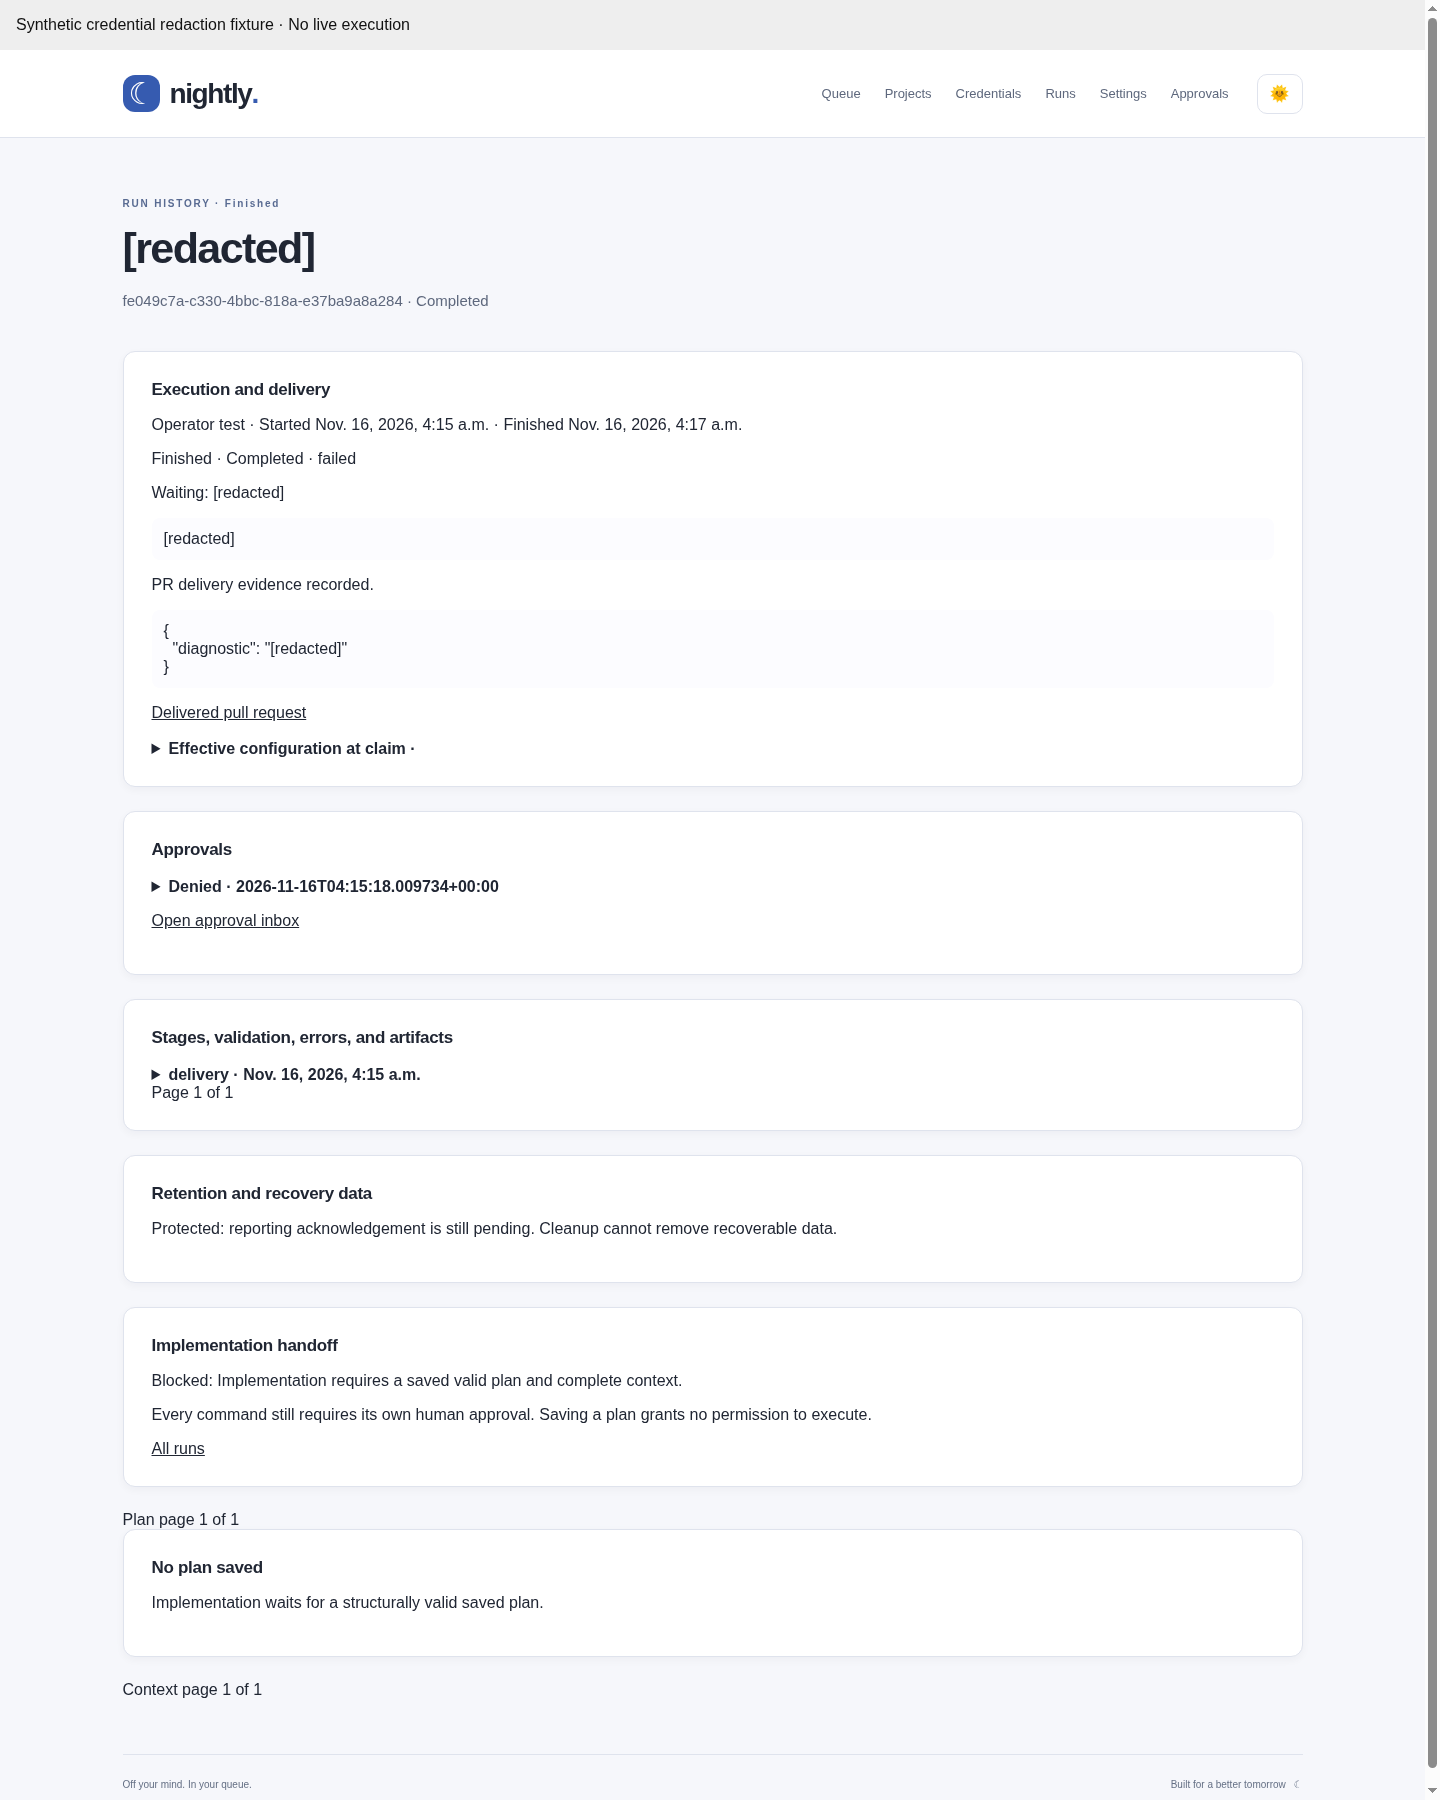 Synthetic credential redaction fixture · No live execution
nightly.
Queue Projects Credentials Runs Settings Approvals
RUN HISTORY · Finished
[redacted]
fe049c7a-c330-4bbc-818a-e37ba9a8a284 · Completed
Execution and delivery
Operator test · Started Nov. 16, 2026, 4:15 a.m. · Finished Nov. 16, 2026, 4:17 a.m.
Finished · Completed · failed
Waiting: [redacted]
[redacted]
PR delivery evidence recorded.
{
"diagnostic": "[redacted]"
}
Delivered pull request
Effective configuration at claim ·
Approvals
Denied · 2026-11-16T04:15:18.009734+00:00
Open approval inbox
Stages, validation, errors, and artifacts
delivery · Nov. 16, 2026, 4:15 a.m.
Page 1 of 1
Retention and recovery data
Protected: reporting acknowledgement is still pending. Cleanup cannot remove recoverable data.
Implementation handoff
Blocked: Implementation requires a saved valid plan and complete context.
Every command still requires its own human approval. Saving a plan grants no permission to execute.
All runs
Plan page 1 of 1
No plan saved
Implementation waits for a structurally valid saved plan.
Context page 1 of 1
Off your mind. In your queue.
Built for a better tomorrow ☾